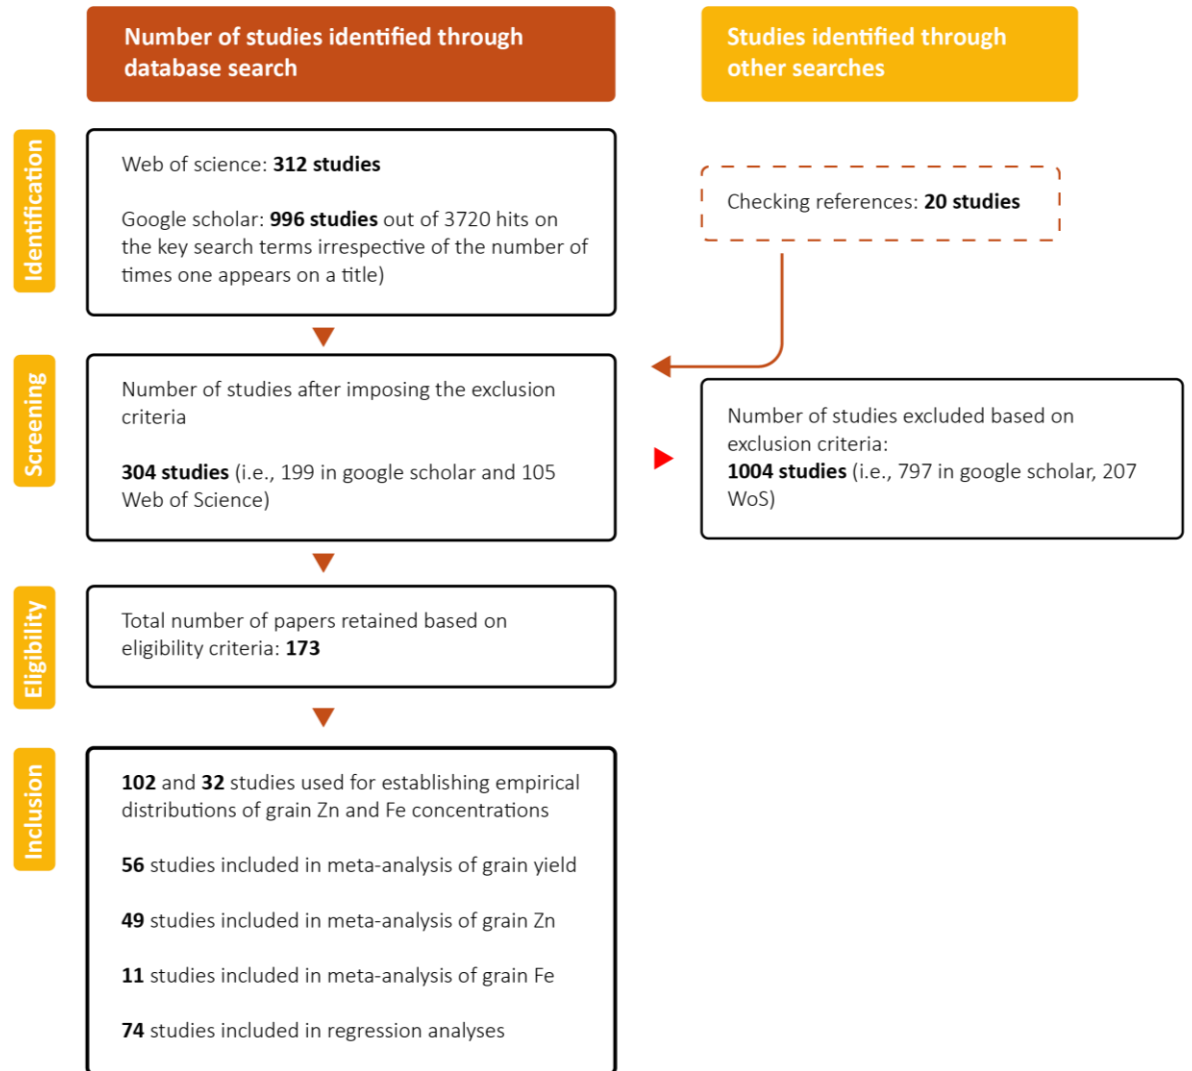 Number of studies identified through
database search
Studies identified through
other searches
Identification
Web of science: 312 studies
Google scholar: 996 studies out of 3720 hits on
the key search terms irrespective of the number of
times one appears on a title)
Checking references: 20 studies
Screening
Number of studies after imposing the exclusion
criteria
304 studies (i.e., 199 in google scholar and 105
Web of Science)
Number of studies excluded based on
exclusion criteria:
1004 studies (i.e., 797 in google scholar, 207
WoS)
Eligibility
Total number of papers retained based on
eligibility criteria: 173
Inclusion
102 and 32 studies used for establishing empirical
distributions of grain Zn and Fe concentrations
56 studies included in meta-analysis of grain yield
49 studies included in meta-analysis of grain Zn
11 studies included in meta-analysis of grain Fe
74 studies included in regression analyses